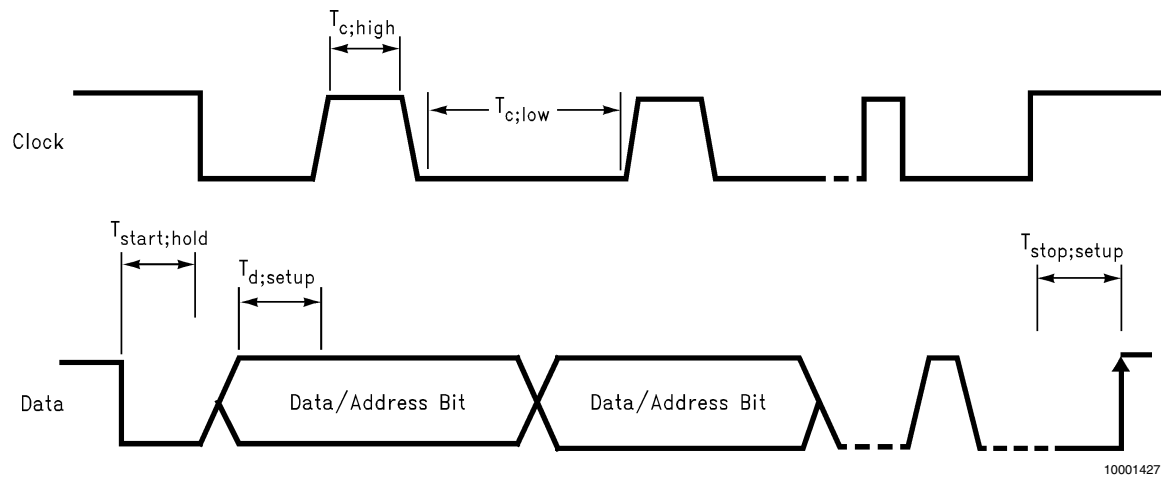 Tc;high
Tc;low
Clock
Tstart;hold
Td;setup
Tstop;setup
Data
Data/Address Bit
Data/Address Bit
10001427